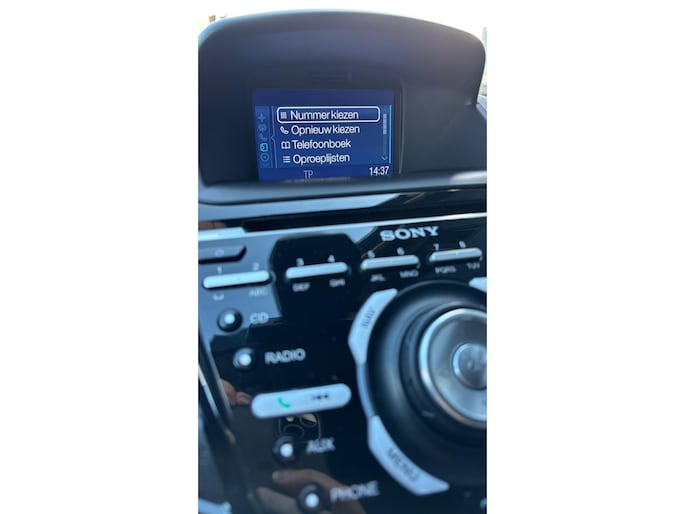 Nummer kiezen
Opnieuw kiezen
Telefoonboek
Oproeplijsten
TP 14:37
SONY
1 2 3 4 5 6 7 8
ABC DEF GHI JKL MNO PQRS TUV
CD
NAV
RADIO
AUX
MENU
PHONE